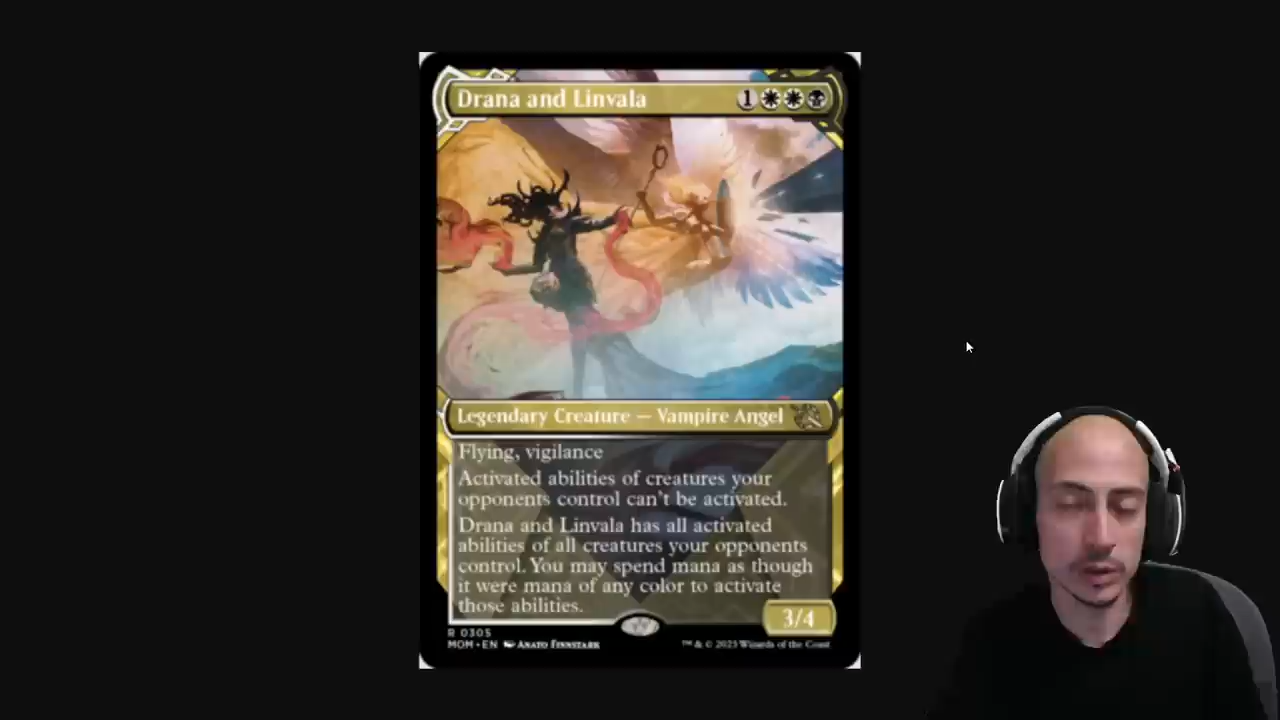 Drana and Linvala 1
Legendary Creature — Vampire Angel
Flying, vigilance
Activated abilities of creatures your
opponents control can't be activated.
Drana and Linvala has all activated
abilities of all creatures your opponents
control. You may spend mana as though
it were mana of any color to activate
those abilities.
3/4
R 0305
MOM • EN ANATO FINNSTARK
™ & © 2023 Wizards of the Coast